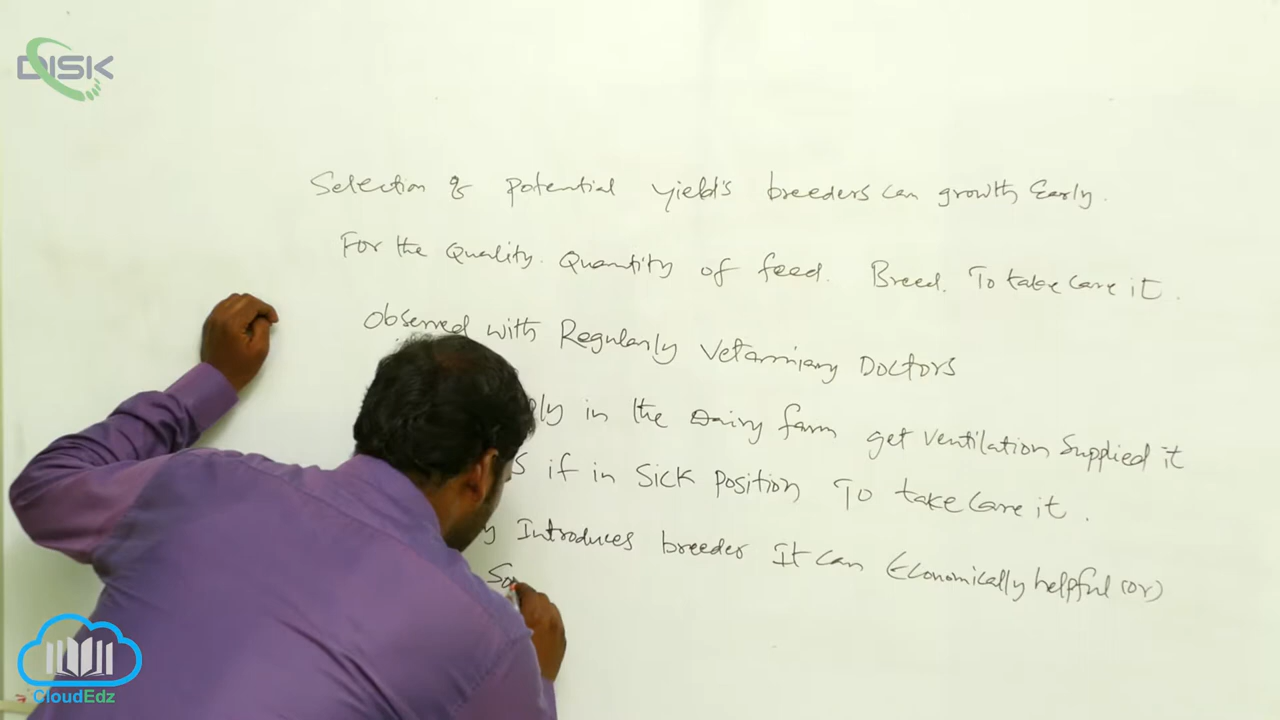 DISK
Selection of potential yield's breeders can growth Early.
For the Quality. Quantity of feed. Breed. To take care it.
Observed with Regularly Vetarniary Doctors
in the Dairy farm get ventilation Supplied it
if in Sick Position To take care it.
Introduces breeder It can Economically helpful (or)
CloudEdz